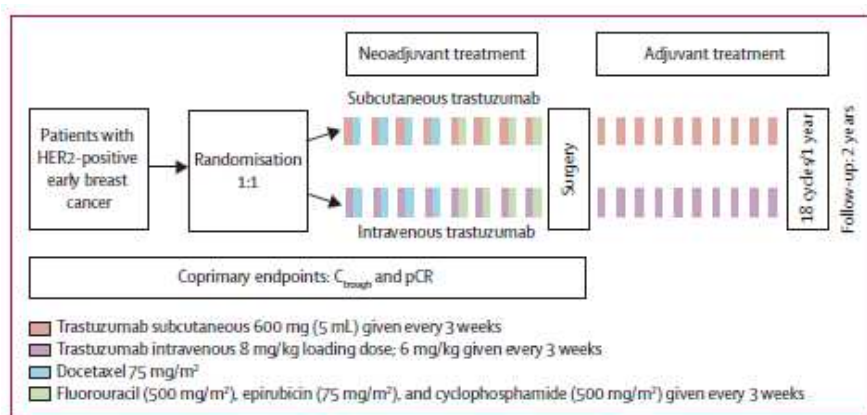 Neoadjuvant treatment
Adjuvant treatment
Subcutaneous trastuzumab
Patients with
HER2-positive
early breast
cancer
Randomisation
1:1
Surgery
18 cycles/1 year
Follow-up: 2 years
Intravenous trastuzumab
Coprimary endpoints: C_trough and pCR
Trastuzumab subcutaneous 600 mg (5 mL) given every 3 weeks
Trastuzumab intravenous 8 mg/kg loading dose; 6 mg/kg given every 3 weeks
Docetaxel 75 mg/m²
Fluorouracil (500 mg/m²), epirubicin (75 mg/m²), and cyclophosphamide (500 mg/m²) given every 3 weeks